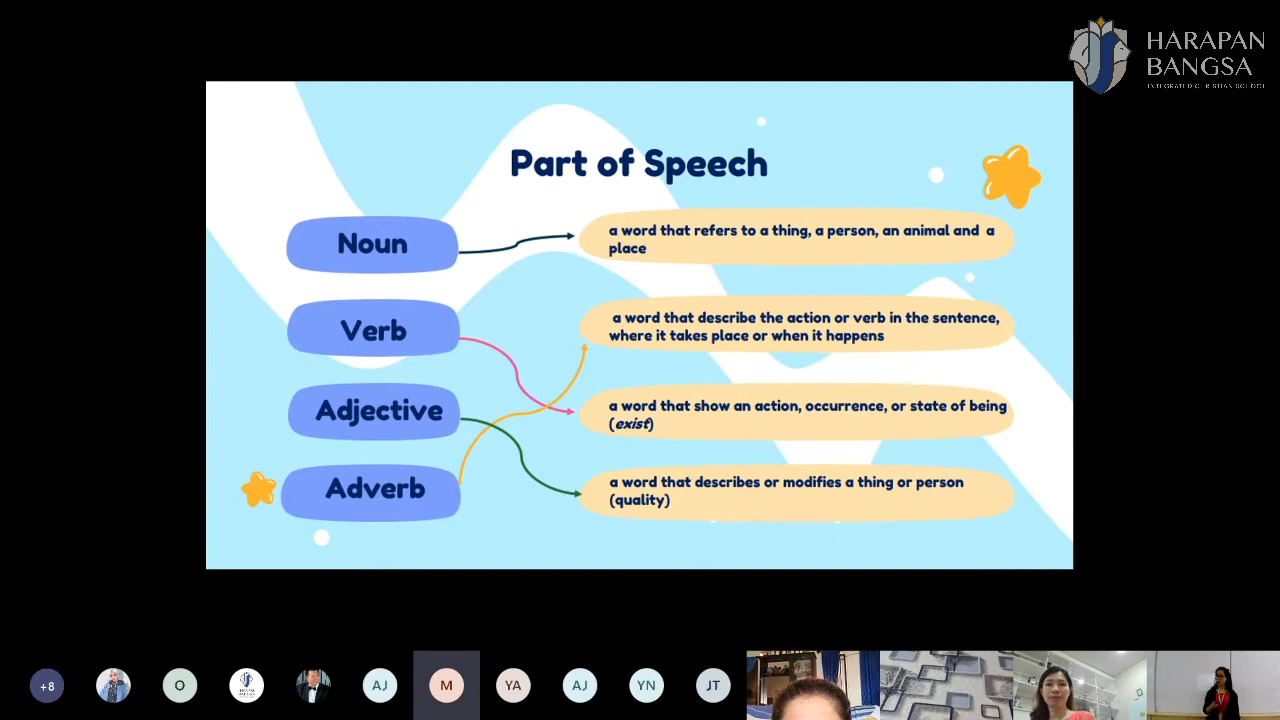 HARAPAN
BANGSA
INTEGRATED CHRISTIAN SCHOOL
Part of Speech
Noun
a word that refers to a thing, a person, an animal and a
place
Verb
a word that describe the action or verb in the sentence,
where it takes place or when it happens
Adjective
a word that show an action, occurrence, or state of being
(exist)
Adverb
a word that describes or modifies a thing or person
(quality)
+8
O
AJ
M
YA
AJ
YN
JT